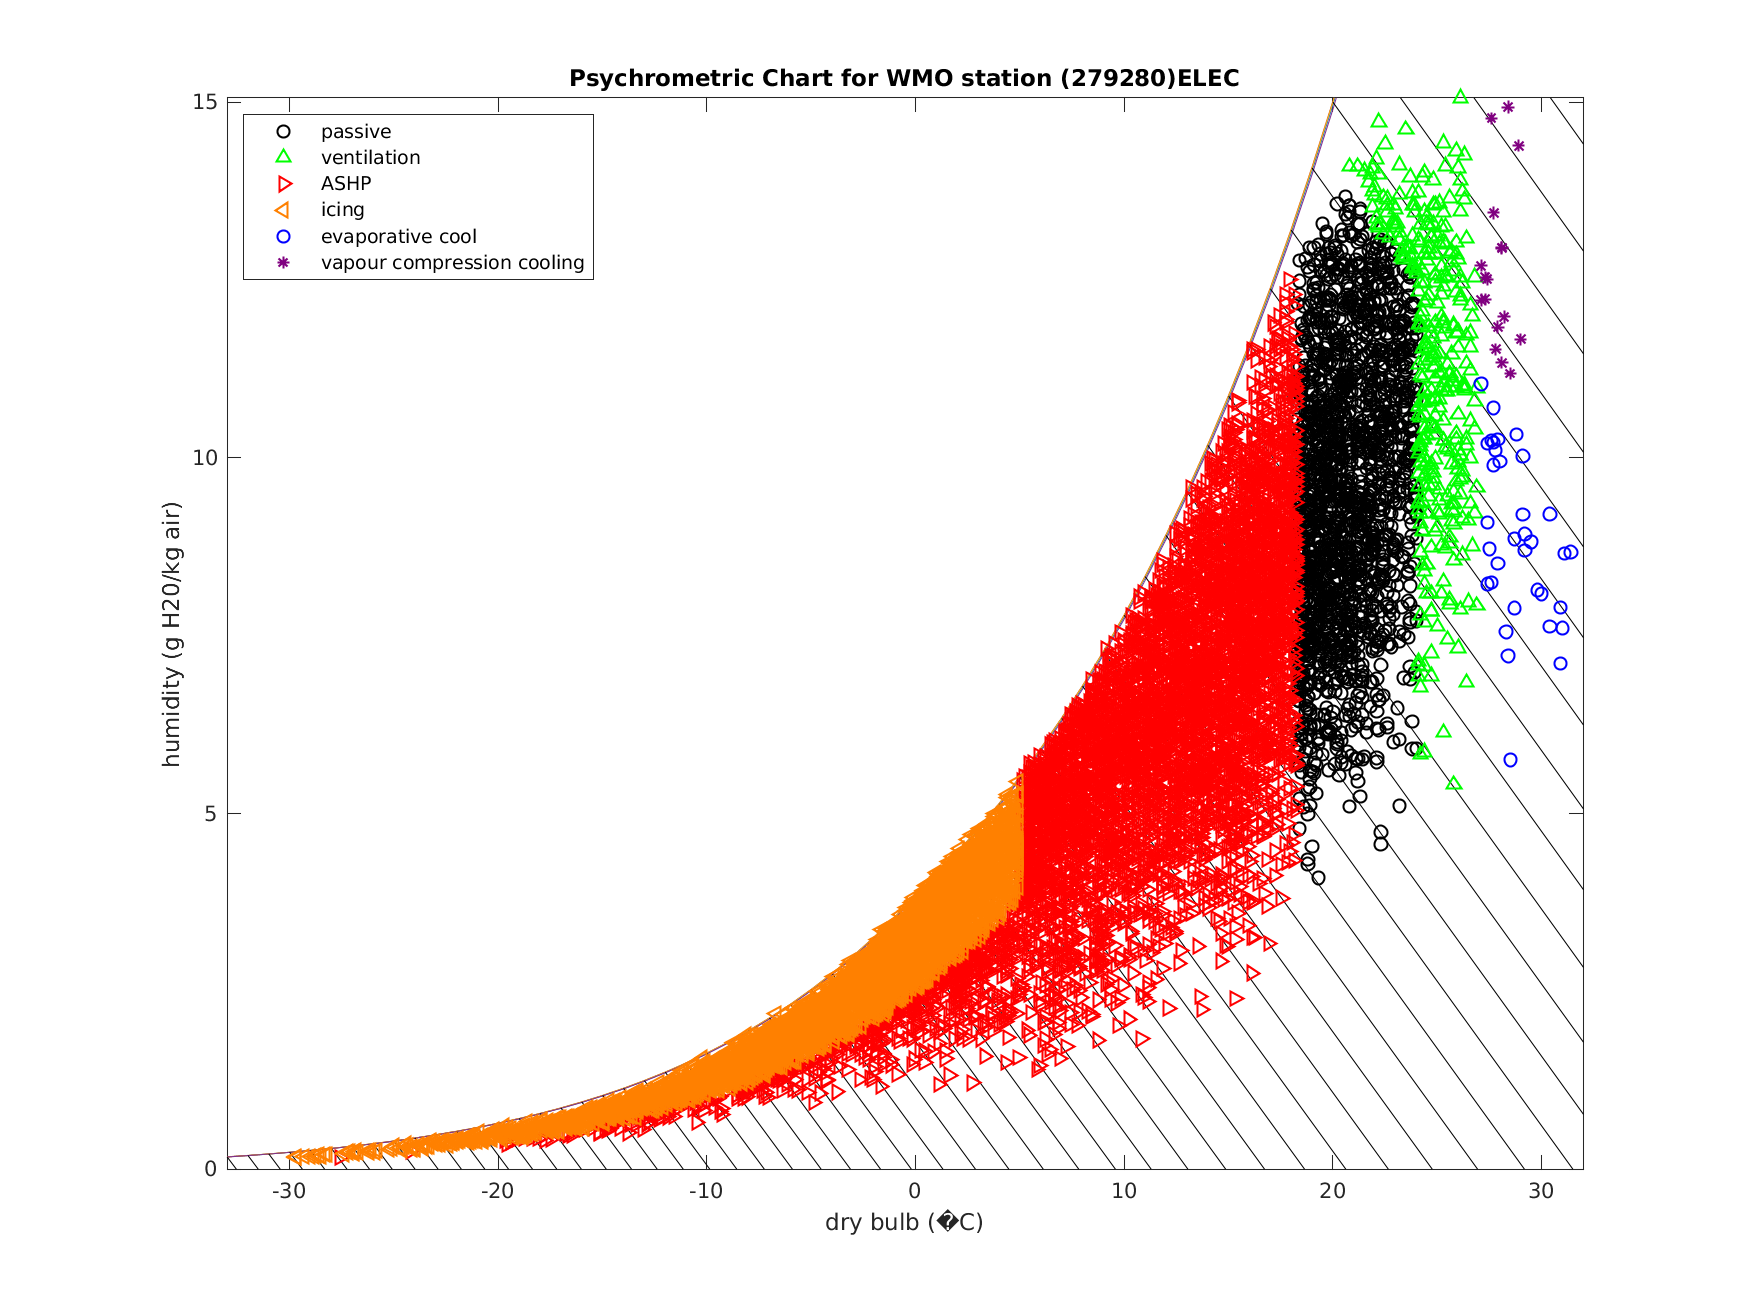 Psychrometric Chart for WMO station (279280)ELEC
15
10
5
0
humidity (g H20/kg air)
passive
ventilation
ASHP
icing
evaporative cool
vapour compression cooling
-30
-20
-10
0
10
20
30
dry bulb (�C)